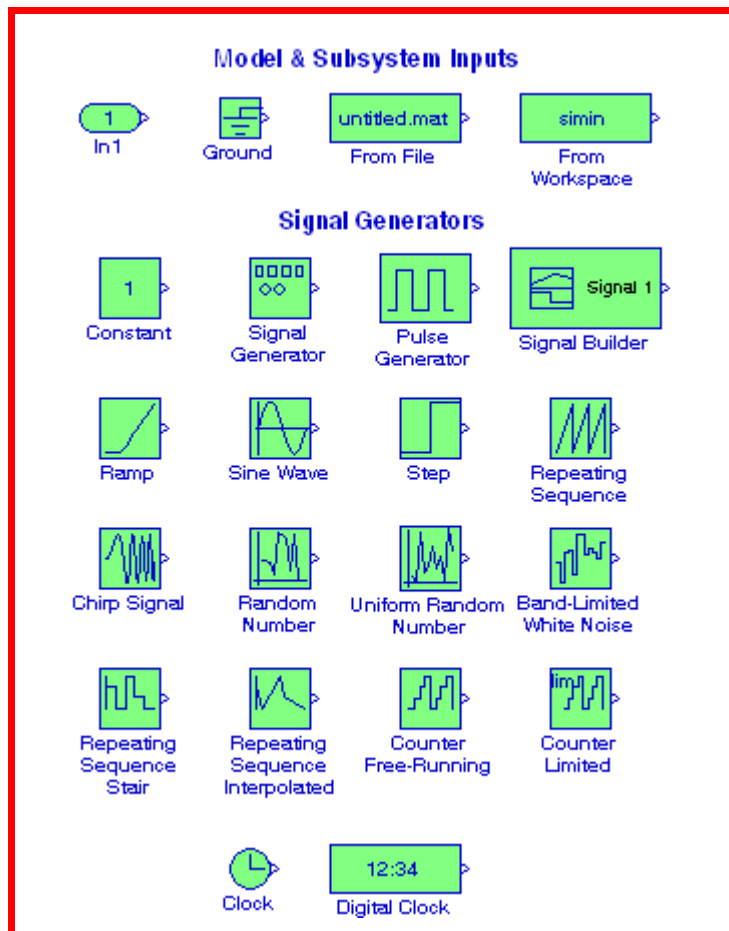 Model & Subsystem Inputs
1
untitled.mat
simin
In1
Ground
From File
From
Workspace
Signal Generators
1
Signal 1
Constant
Signal
Generator
Pulse
Generator
Signal Builder
Ramp
Sine Wave
Step
Repeating
Sequence
Chirp Signal
Random
Number
Uniform Random
Number
Band-Limited
White Noise
lim
Repeating
Sequence
Stair
Repeating
Sequence
Interpolated
Counter
Free-Running
Counter
Limited
12:34
Clock
Digital Clock